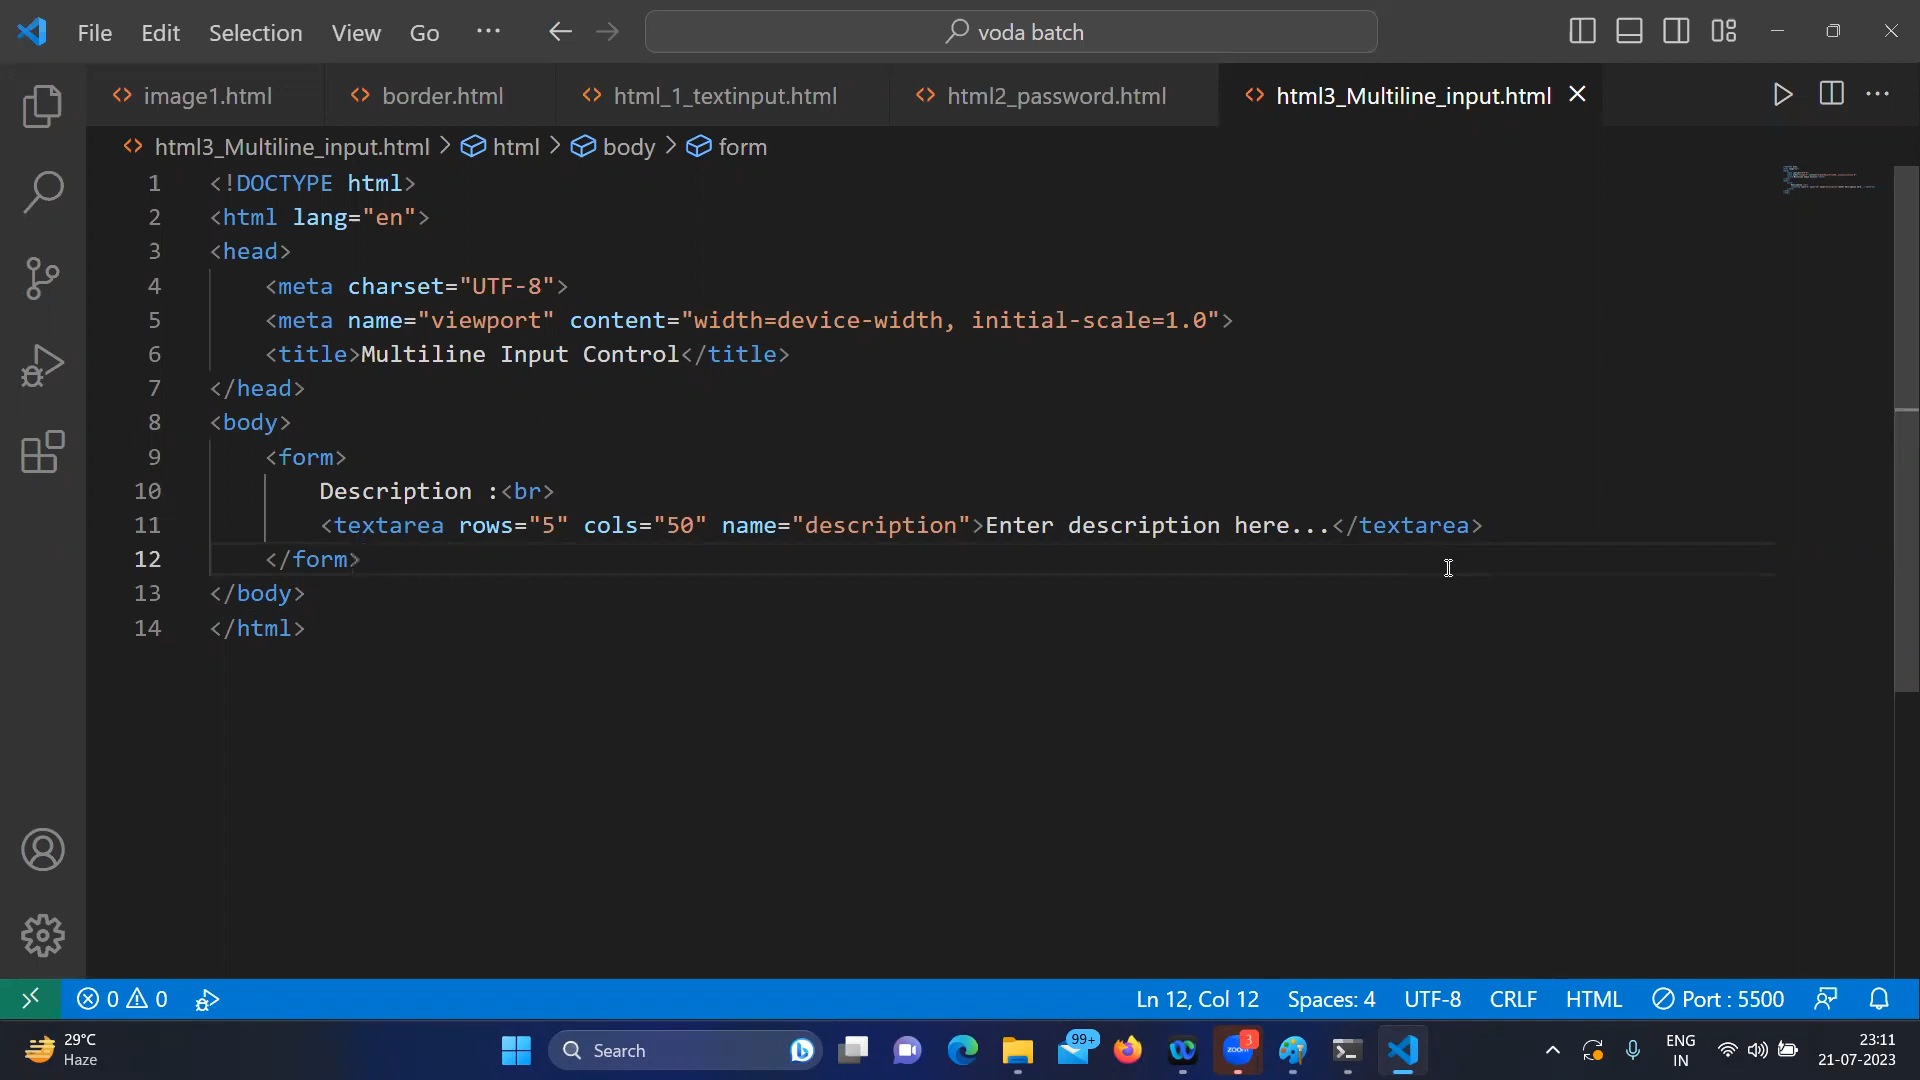 File Edit Selection View Go ··· voda batch
image1.html border.html html_1_textinput.html html2_password.html html3_Multiline_input.html
html3_Multiline_input.html > html > body > form
1 <!DOCTYPE html>
2 <html lang="en">
3 <head>
4 <meta charset="UTF-8">
5 <meta name="viewport" content="width=device-width, initial-scale=1.0">
6 <title>Multiline Input Control</title>
7 </head>
8 <body>
9 <form>
10 Description :<br>
11 <textarea rows="5" cols="50" name="description">Enter description here...</textarea>
12 </form>
13 </body>
14 </html>
0 0 Ln 12, Col 12 Spaces: 4 UTF-8 CRLF HTML Port : 5500
29°C
Haze
Search
99+
zoom
3
ENG
IN
23:11
21-07-2023